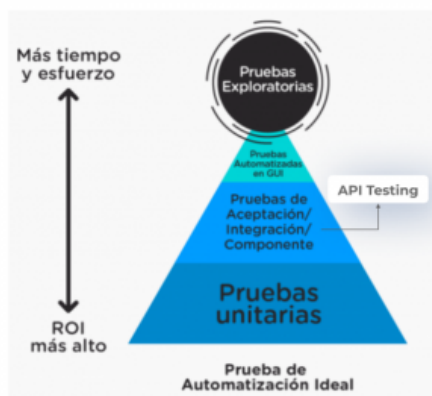 Más tiempo
y esfuerzo
Pruebas
Exploratorias
Pruebas
Automatizadas
en GUI
Pruebas de
Aceptación/
Integración/
Componente
API Testing
Pruebas
unitarias
ROI
más alto
Prueba de
Automatización Ideal